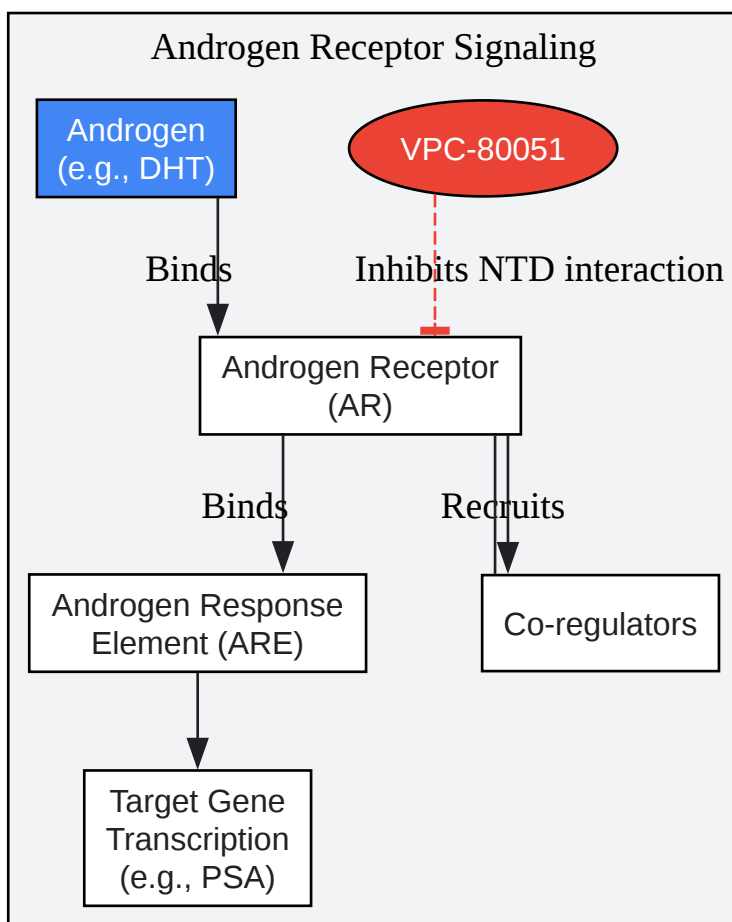 Androgen Receptor Signaling
Androgen
(e.g., DHT)
VPC-80051
Binds
Inhibits NTD interaction
Androgen Receptor
(AR)
Binds
Recruits
Androgen Response
Element (ARE)
Co-regulators
Target Gene
Transcription
(e.g., PSA)